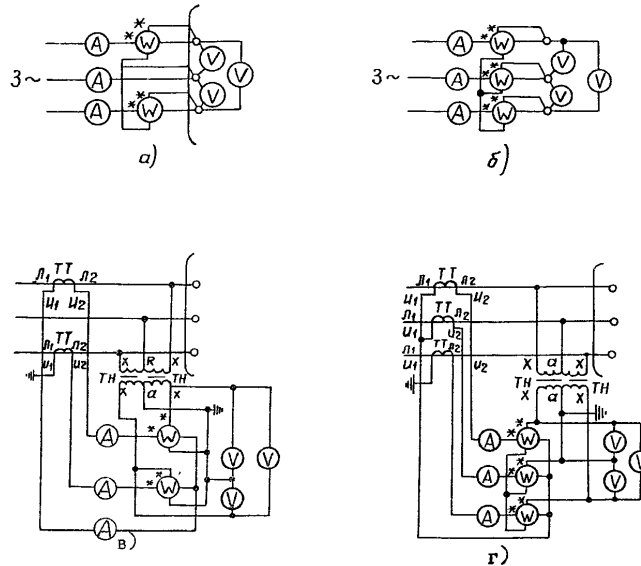 * *
A * W
V
3~ A V
V
* *
A * W
а)
* *
A * W
* * V
3~ A W V
* * V
A W
б)
Л1 ТТ Л2
И1 И2
Л1 ТТ Л2
И1 И2
X R X
ТН ТН
X a X
*
A * W
V V
* *
A W
V
A
в)
Л1 ТТ Л2
И1 И2
Л1 ТТ
И1 И2
Л1 ТТ Л2
И1 И2
X a X
ТН ТН
X a X
* *
A W
V
* *
A W V
V
* *
A W
г)